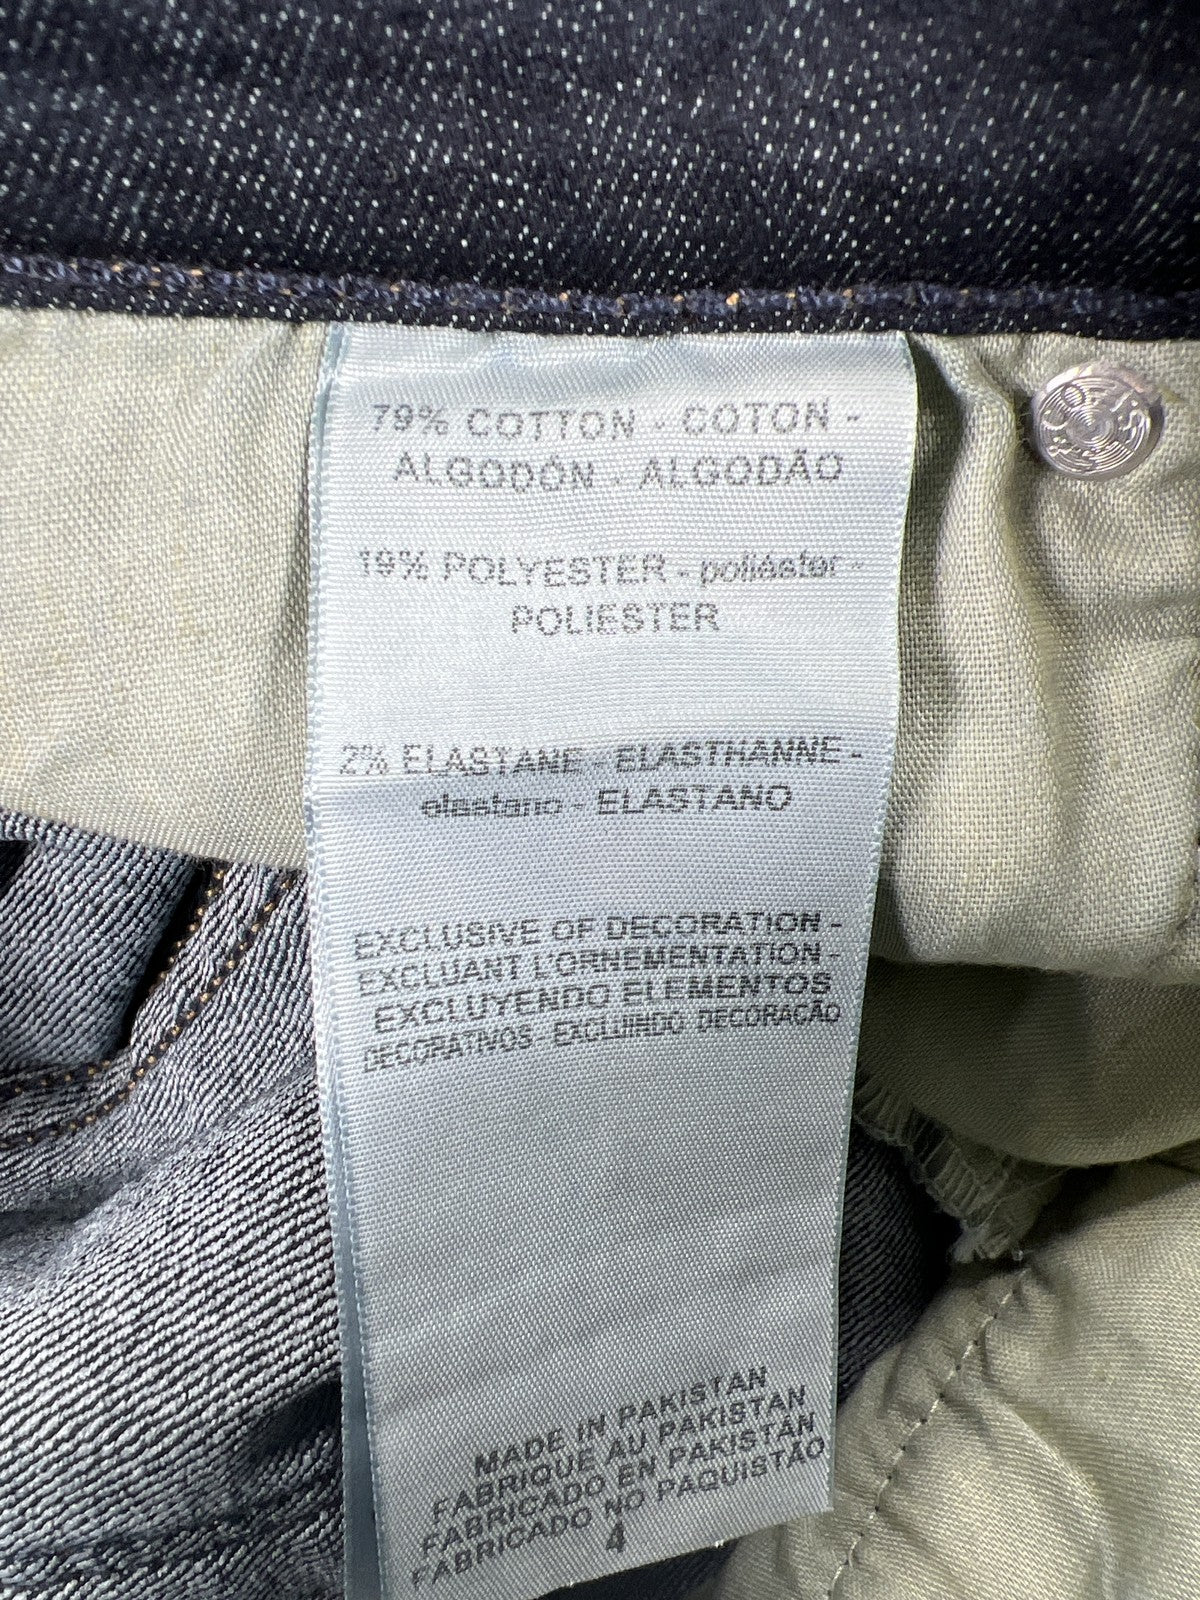 79% COTTON - COTON -
ALGODÓN - ALGODÃO
19% POLYESTER - poliéster -
POLIESTER
2% ELASTANE - ELASTHANNE -
elastano - ELASTANO
EXCLUSIVE OF DECORATION -
EXCLUANT L'ORNEMENTATION -
EXCLUYENDO ELEMENTOS
DECORATIVOS - EXCLUINDO DECORAÇÃO
MADE IN PAKISTAN
FABRIQUE AU PAKISTAN
FABRICADO EN PAKISTAN
FABRICADO NO PAQUISTÃO
4